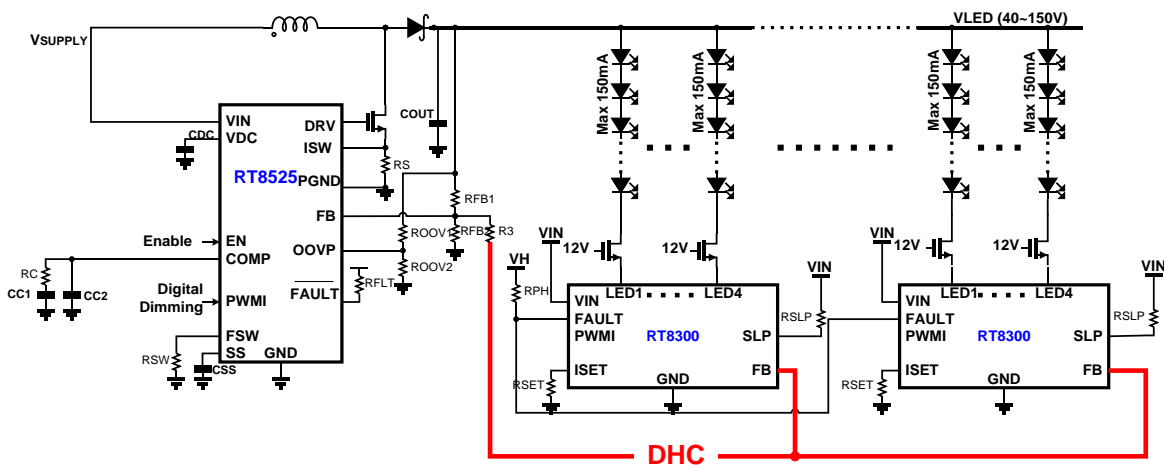 VSUPPLY
VLED (40~150V)
Max 150mA
Max 150mA
Max 150mA
Max 150mA
COUT
CDC
VIN
VDC
RT8525
DRV
ISW
PGND
FB
OOVP
FAULT
EN
COMP
PWMI
FSW
SS
GND
RS
RFB1
RFB2
R3
ROOV1
ROOV2
RFLT
Enable
RC
CC1
CC2
Digital
Dimming
RSW
CSS
12V
12V
12V
12V
VIN
VH
RPH
VIN
FAULT
PWMI
ISET
LED1
LED4
RT8300
SLP
FB
GND
RSET
VIN
RSLP
VIN
VIN
FAULT
PWMI
ISET
LED1
LED4
RT8300
SLP
FB
GND
RSET
VIN
RSLP
DHC